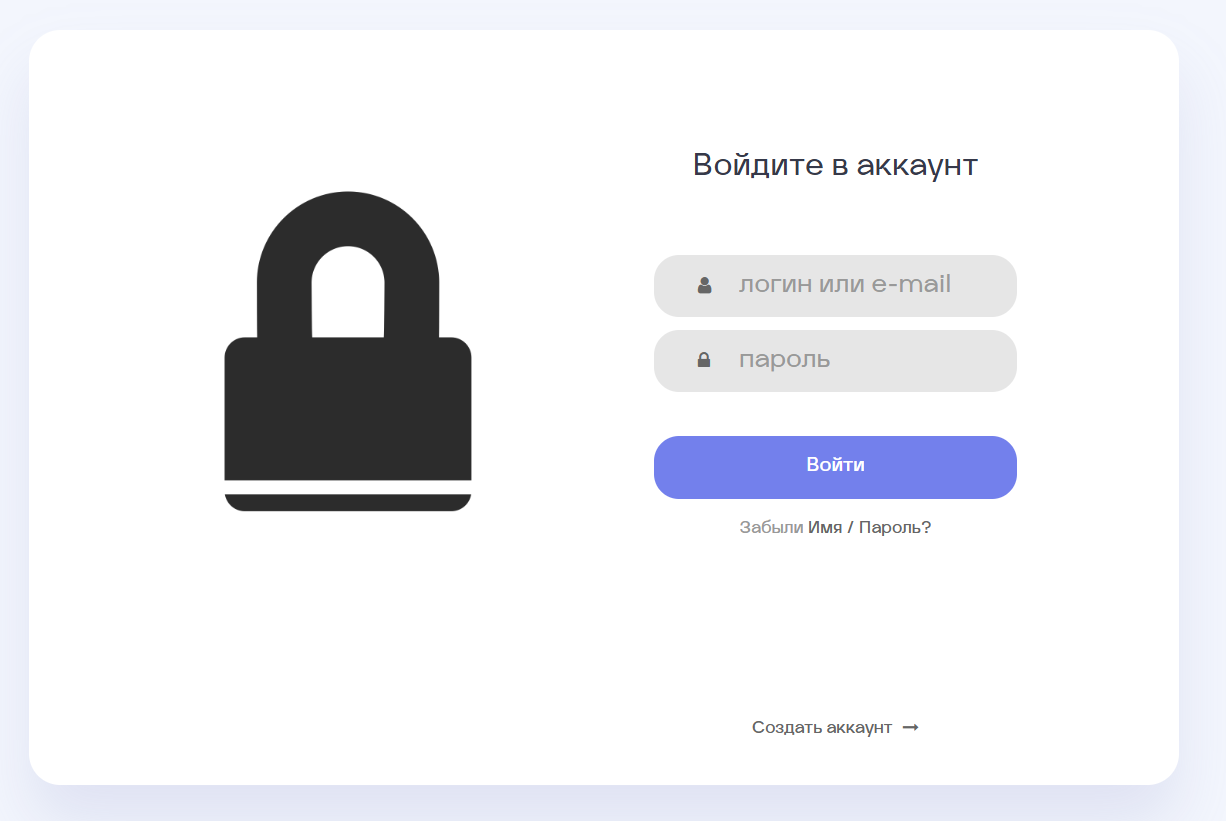 Войдите в аккаунт
логин или e-mail
пароль
Войти
Забыли Имя / Пароль?
Создать аккаунт →